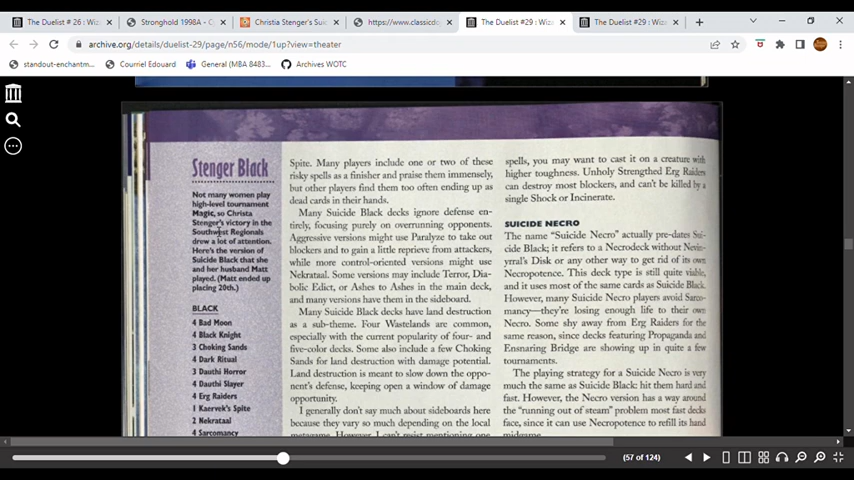 The Duelist # 26 : Wiza
Stronghold 1998A - O
Christia Stenger's Suic
https://www.classicdo
The Duelist #29 : Wiza
The Duelist #29 : Wiza
archive.org/details/duelist-29/page/n56/mode/1up?view=theater
standout-enchantm...
Courriel Edouard
General (MBA 8483...
Archives WOTC
Stenger Black
Not many women play
high-level tournament
Magic, so Christa
Stenger's victory in the
Southwest Regionals
drew a lot of attention.
Here's the version of
Suicide Black that she
and her husband Matt
played. (Matt ended up
placing 20th.)
BLACK
4 Bad Moon
4 Black Knight
3 Choking Sands
4 Dark Ritual
3 Dauthi Horror
4 Dauthi Slayer
4 Erg Raiders
1 Kaervek's Spite
2 Nekrataal
4 Sarcomancy
Spite. Many players include one or two of these
risky spells as a finisher and praise them immensely,
but other players find them too often ending up as
dead cards in their hands.
Many Suicide Black decks ignore defense en-
tirely, focusing purely on overrunning opponents.
Aggressive versions might use Paralyze to take out
blockers and to gain a little reprieve from attackers,
while more control-oriented versions might use
Nekrataal. Some versions may include Terror, Dia-
bolic Edict, or Ashes to Ashes in the main deck,
and many versions have them in the sideboard.
Many Suicide Black decks have land destruction
as a sub-theme. Four Wastelands are common,
especially with the current popularity of four- and
five-color decks. Some also include a few Choking
Sands for land destruction with damage potential.
Land destruction is meant to slow down the oppo-
nent's defense, keeping open a window of damage
opportunity.
I generally don't say much about sideboards here
because they vary so much depending on the local
metagame. However, I can't resist mentioning one
spells, you may want to cast it on a creature with
higher toughness. Unholy Strengthed Erg Raiders
can destroy most blockers, and can't be killed by a
single Shock or Incinerate.
SUICIDE NECRO
The name "Suicide Necro" actually pre-dates Sui-
cide Black; it refers to a Necrodeck without Nevin-
yrral's Disk or any other way to get rid of its own
Necropotence. This deck type is still quite viable,
and it uses most of the same cards as Suicide Black.
However, many Suicide Necro players avoid Sarco-
mancy—they're losing enough life to their own
Necro. Some shy away from Erg Raiders for the
same reason, since decks featuring Propaganda and
Ensnaring Bridge are showing up in quite a few
tournaments.
The playing strategy for a Suicide Necro is very
much the same as Suicide Black: hit them hard and
fast. However, the Necro version has a way around
the "running out of steam" problem most fast decks
face, since it can use Necropotence to refill its hand
midgame.
(57 of 124)